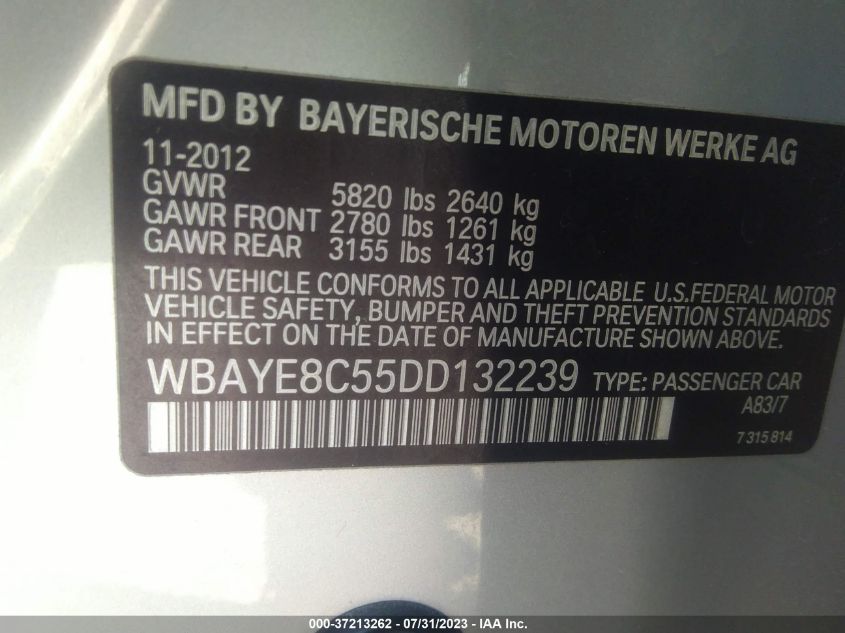 MFD BY BAYERISCHE MOTOREN WERKE AG
11-2012
GVWR 5820 lbs 2640 kg
GAWR FRONT 2780 lbs 1261 kg
GAWR REAR 3155 lbs 1431 kg
THIS VEHICLE CONFORMS TO ALL APPLICABLE U.S.FEDERAL MOTOR
VEHICLE SAFETY, BUMPER AND THEFT PREVENTION STANDARDS
IN EFFECT ON THE DATE OF MANUFACTURE SHOWN ABOVE.
WBAYE8C55DD132239 TYPE: PASSENGER CAR
A83/7
7 315 814
000-37213262 - 07/31/2023 - IAA Inc.